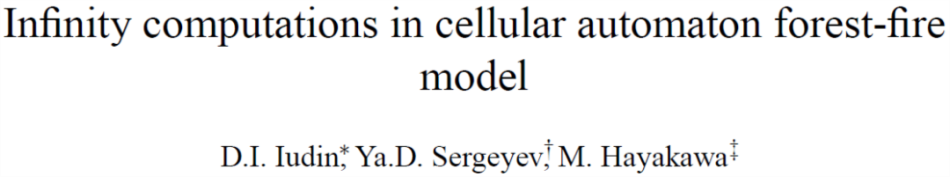 Infinity computations in cellular automaton forest-fire
model
D.I. Iudin*, Ya.D. Sergeyev†, M. Hayakawa‡